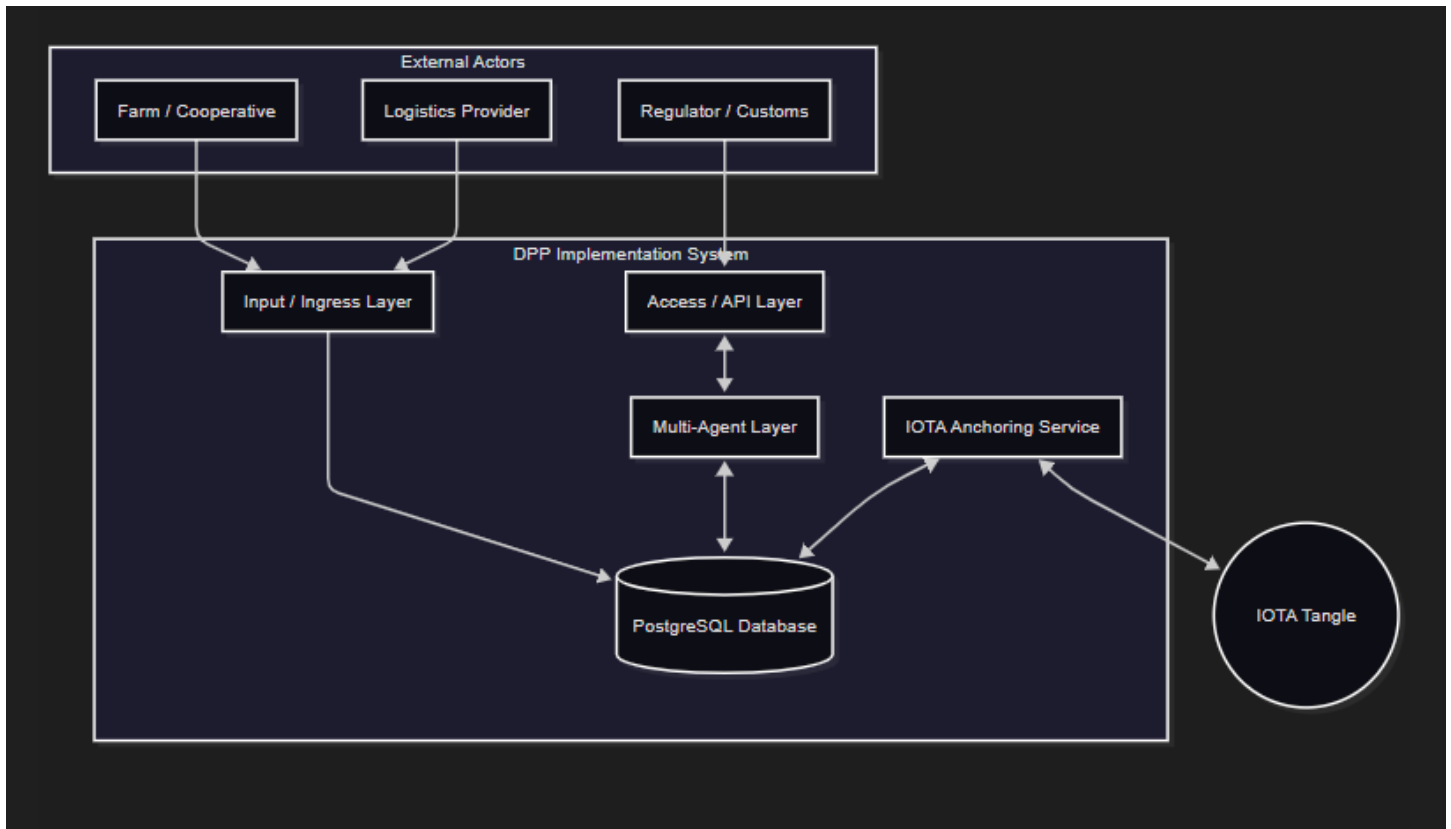 External Actors
Farm / Cooperative
Logistics Provider
Regulator / Customs
DPP Implementation System
Input / Ingress Layer
Access / API Layer
Multi-Agent Layer
IOTA Anchoring Service
PostgreSQL Database
IOTA Tangle